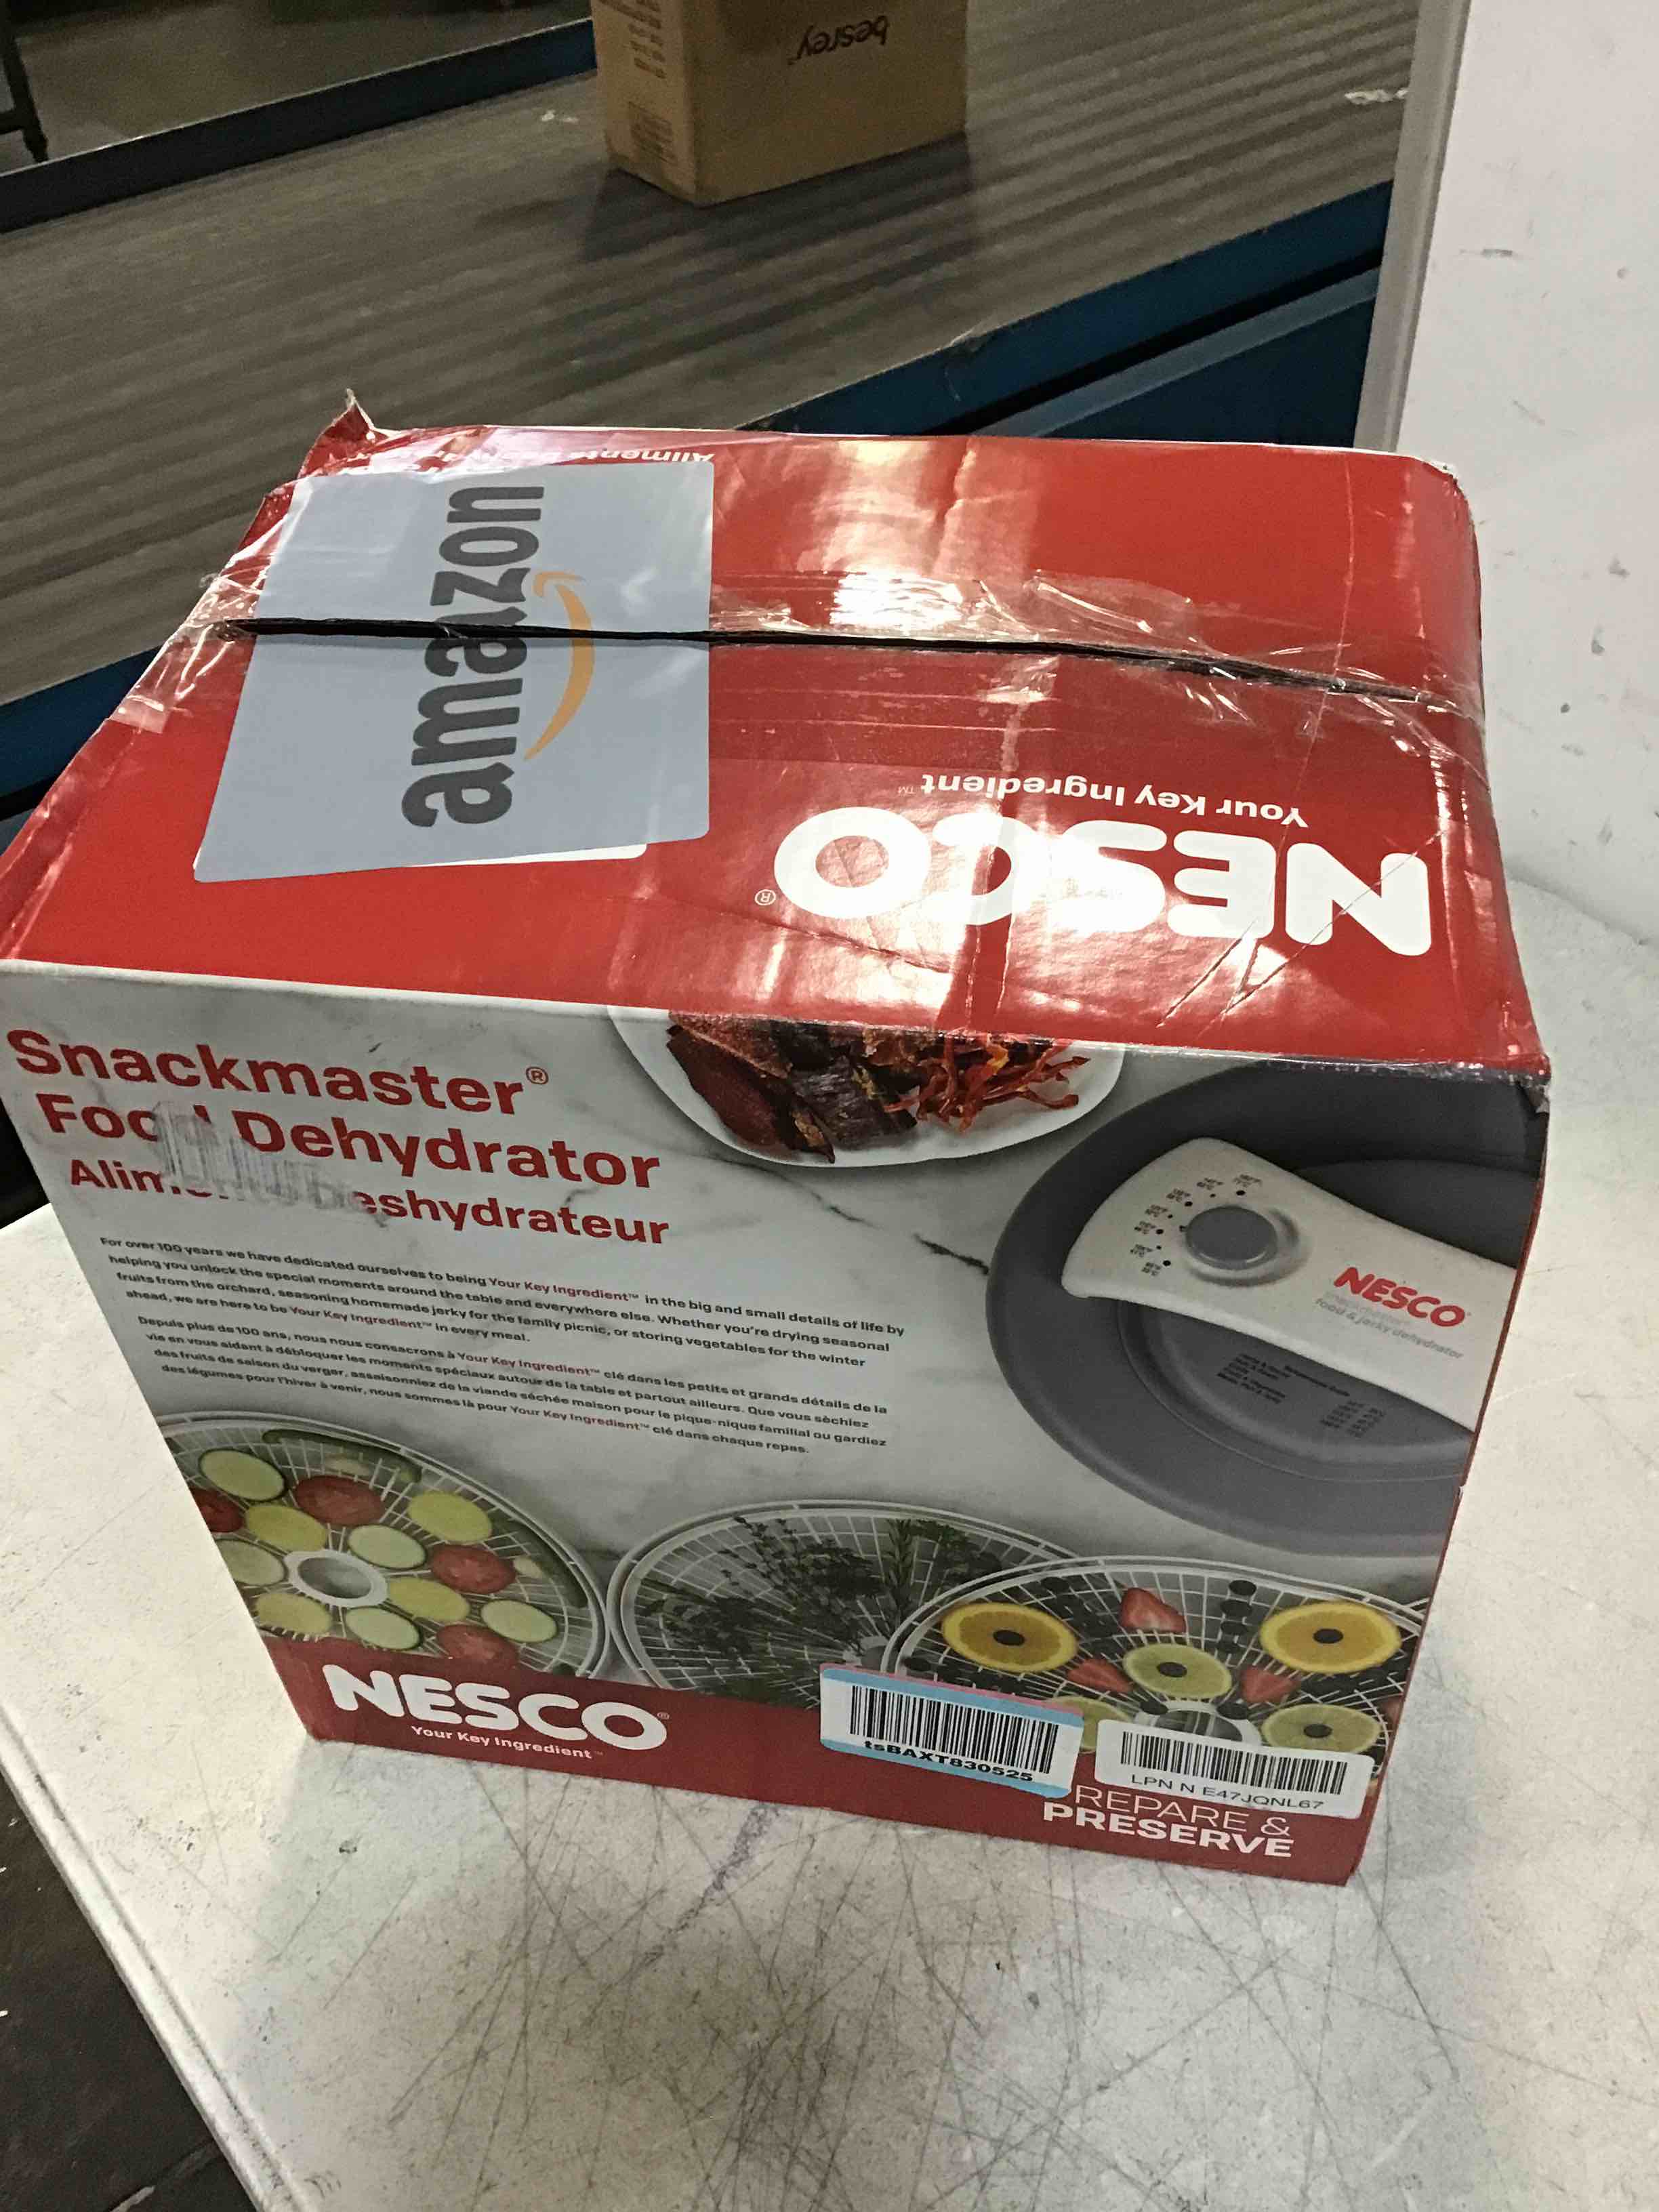 besrey
Aliments
amazon
Your Key Ingredient™
NESCO®
Snackmaster®
Food Dehydrator
eshydrateur
For over 100 years we have dedicated ourselves to being Your Key Ingredient™ in the big and small details of life by
helping you unlock the special moments around the table and everywhere else. Whether you're drying seasonal
fruits from the orchard, seasoning homemade jerky for the family picnic, or storing vegetables for the winter
ahead, we are here to be Your Key Ingredient™ in every meal.
Depuis plus de 100 ans, nous nous consacrons à Your Key Ingredient™ clé dans les petits et grands détails de la
vie en vous aidant à débloquer les moments spéciaux autour de la table et partout ailleurs. Que vous sèchiez
des fruits de saison du verger, assaisonniez de la viande séchée maison pour le pique-nique familial ou gardiez
des légumes pour l'hiver à venir, nous sommes là pour Your Key Ingredient™ clé dans chaque repas.
NESCO®
food & jerky dehydrator
NESCO®
Your Key Ingredient™
tsBAXT830525
LPN N E47JQNL67
REPARE &
PRESERVE